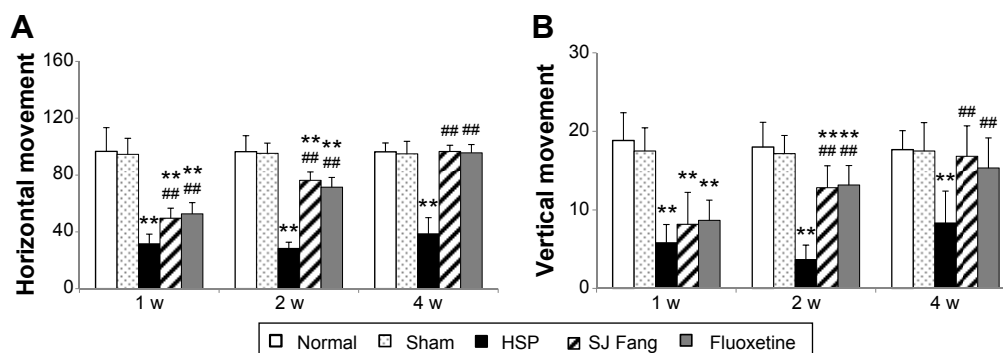 A
Horizontal movement
160
120
80
40
0
**
**
##
**
##
**
**
##
**
##
**
##
##
1 w
2 w
4 w
B
Vertical movement
30
20
10
0
**
**
**
**
****
## ##
**
##
##
1 w
2 w
4 w
Normal Sham HSP SJ Fang Fluoxetine